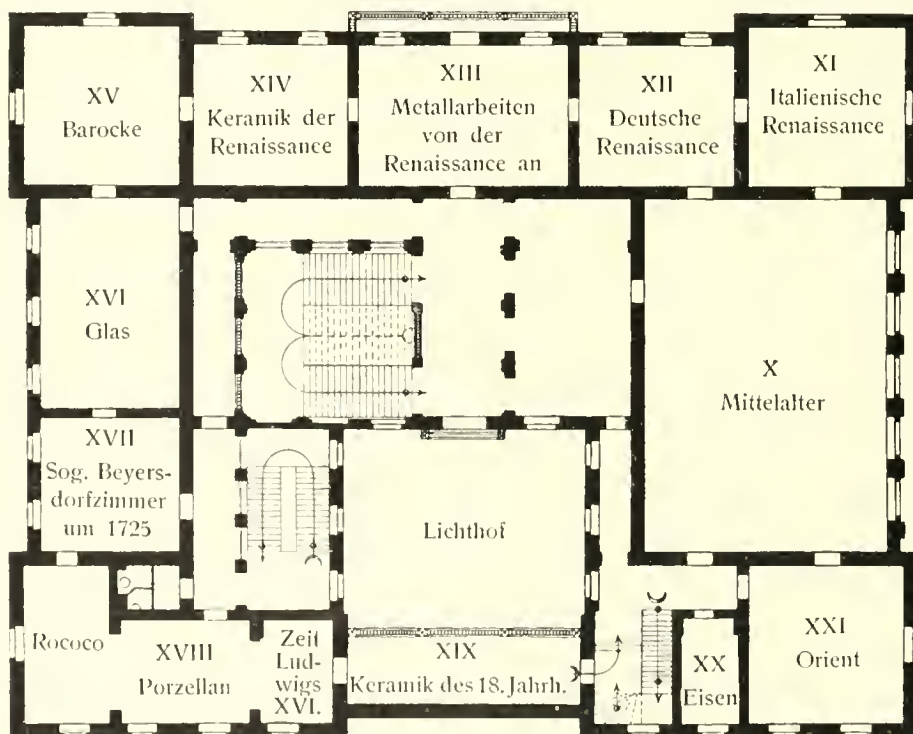 XV
Barocke
XIV
Keramik der
Renaissance
XIII
Metallarbeiten
von der
Renaissance an
XII
Deutsche
Renaissance
XI
Italienische
Renaissance
XVI
Glas
X
Mittelalter
XVII
Sog. Beyers-
dorfzimmer
um 1725
Lichthof
Rococo
XVIII
Porzellan
Zeit
Lud-
wigs
XVI.
XIX
Keramik des 18. Jahrh.
XX
Eisen
XXI
Orient